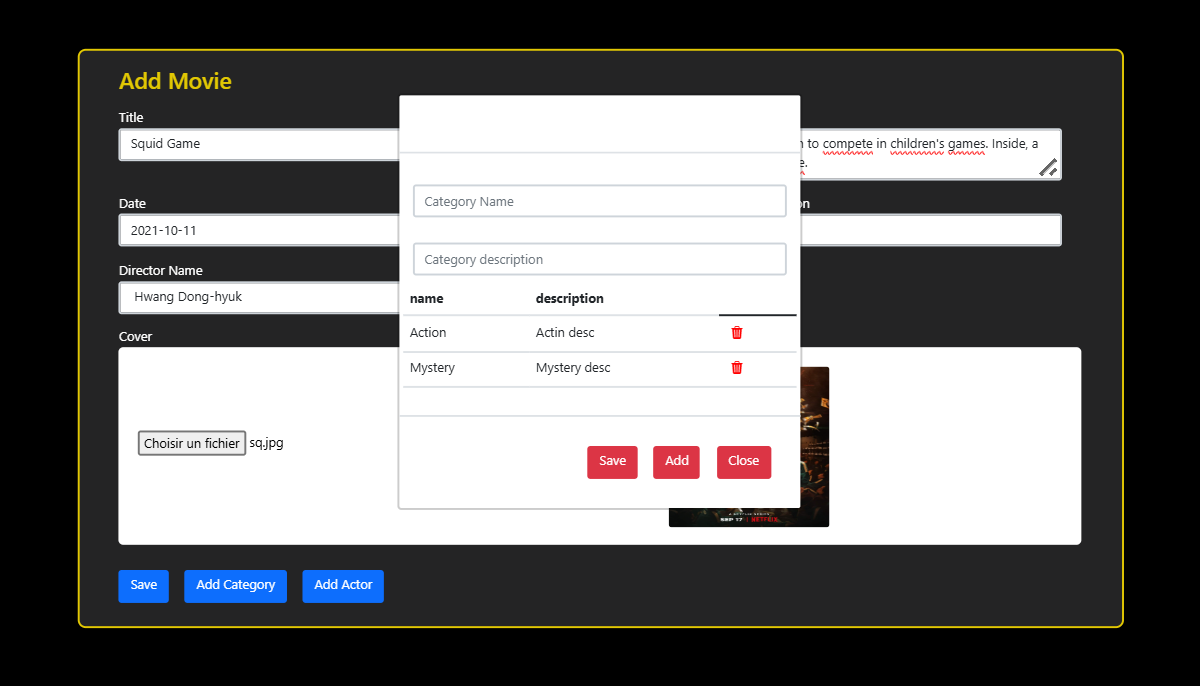 Add Movie
Title
Squid Game
to compete in children's games. Inside, a
Date
2021-10-11
Director Name
Hwang Dong-hyuk
Cover
Choisir un fichier sq.jpg
Category Name
Category description
name description
Action Actin desc
Mystery Mystery desc
Save Add Close
SEP 17 NETFLIX
Save Add Category Add Actor